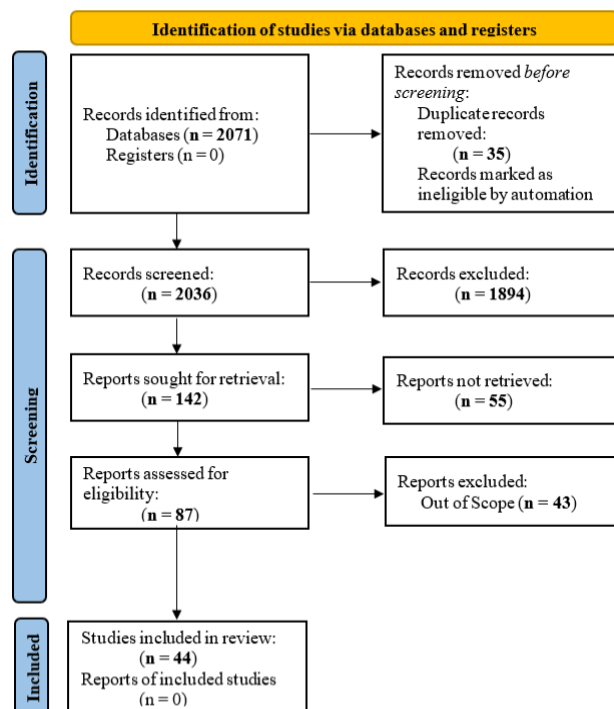 Identification of studies via databases and registers
Identification
Records identified from:
Databases (n = 2071)
Registers (n = 0)
Records removed before
screening:
Duplicate records
removed:
(n = 35)
Records marked as
ineligible by automation
Screening
Records screened:
(n = 2036)
Records excluded:
(n = 1894)
Reports sought for retrieval:
(n = 142)
Reports not retrieved:
(n = 55)
Reports assessed for
eligibility:
(n = 87)
Reports excluded:
Out of Scope (n = 43)
Included
Studies included in review:
(n = 44)
Reports of included studies
(n = 0)